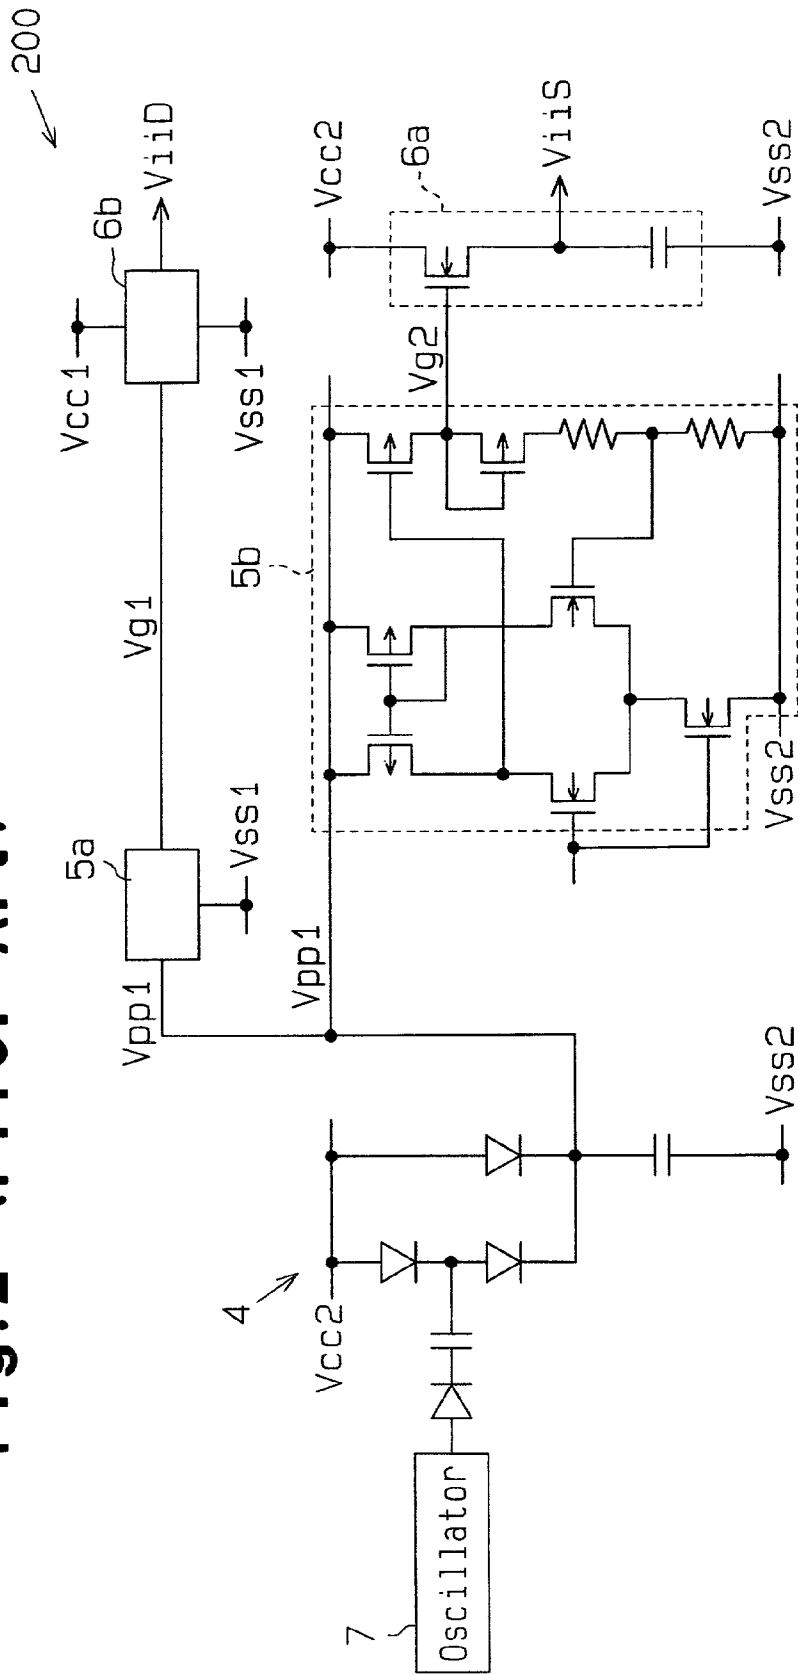 200
Vcc1
6b
ViiD
Vpp1
5a
Vg1
Vss1
Vss1
Vpp1
5b
Vg2
Vcc2
6a
ViiS
4
Vcc2
7
Oscillator
Vss2
Vss2
Vss2